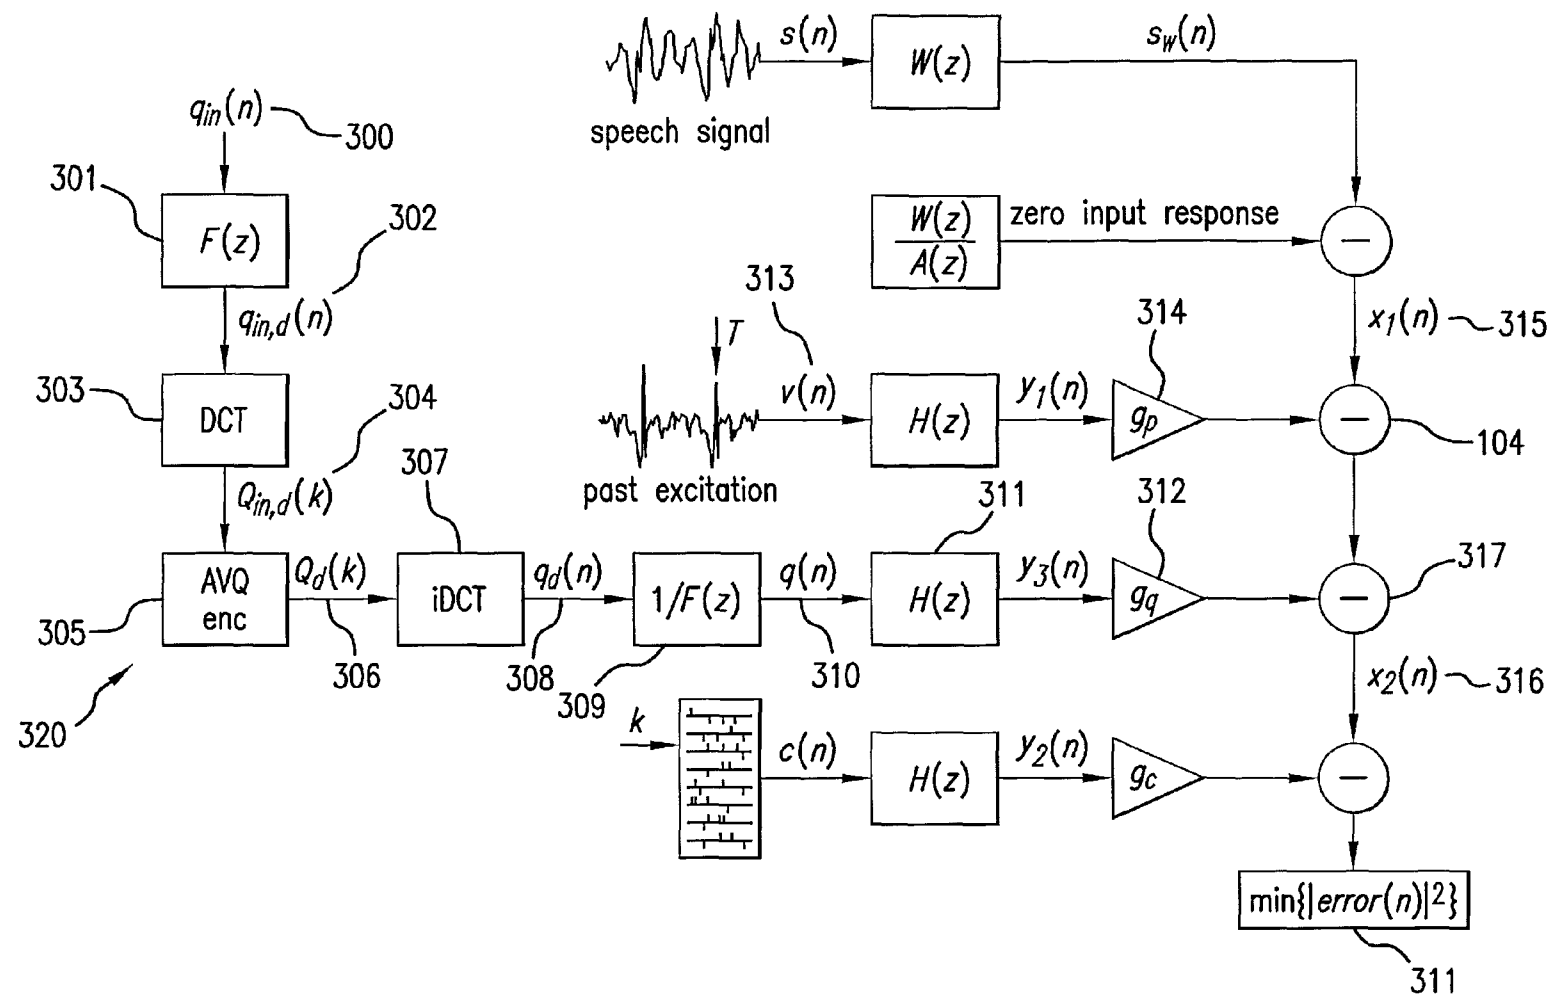 s(n)
W(z)
s_w(n)
speech signal
q_in(n)
300
301
F(z)
302
W(z)
A(z)
zero input response
−
q_in,d(n)
x_1(n)
315
303
DCT
304
T
313
v(n)
past excitation
H(z)
y_1(n)
314
g_p
−
104
Q_in,d(k)
305
AVQ
enc
Q_d(k)
306
307
iDCT
q_d(n)
308
1/F(z)
309
q(n)
310
311
H(z)
y_3(n)
312
g_q
−
317
320
x_2(n)
316
k
c(n)
H(z)
y_2(n)
g_c
−
min{|error(n)|²}
311